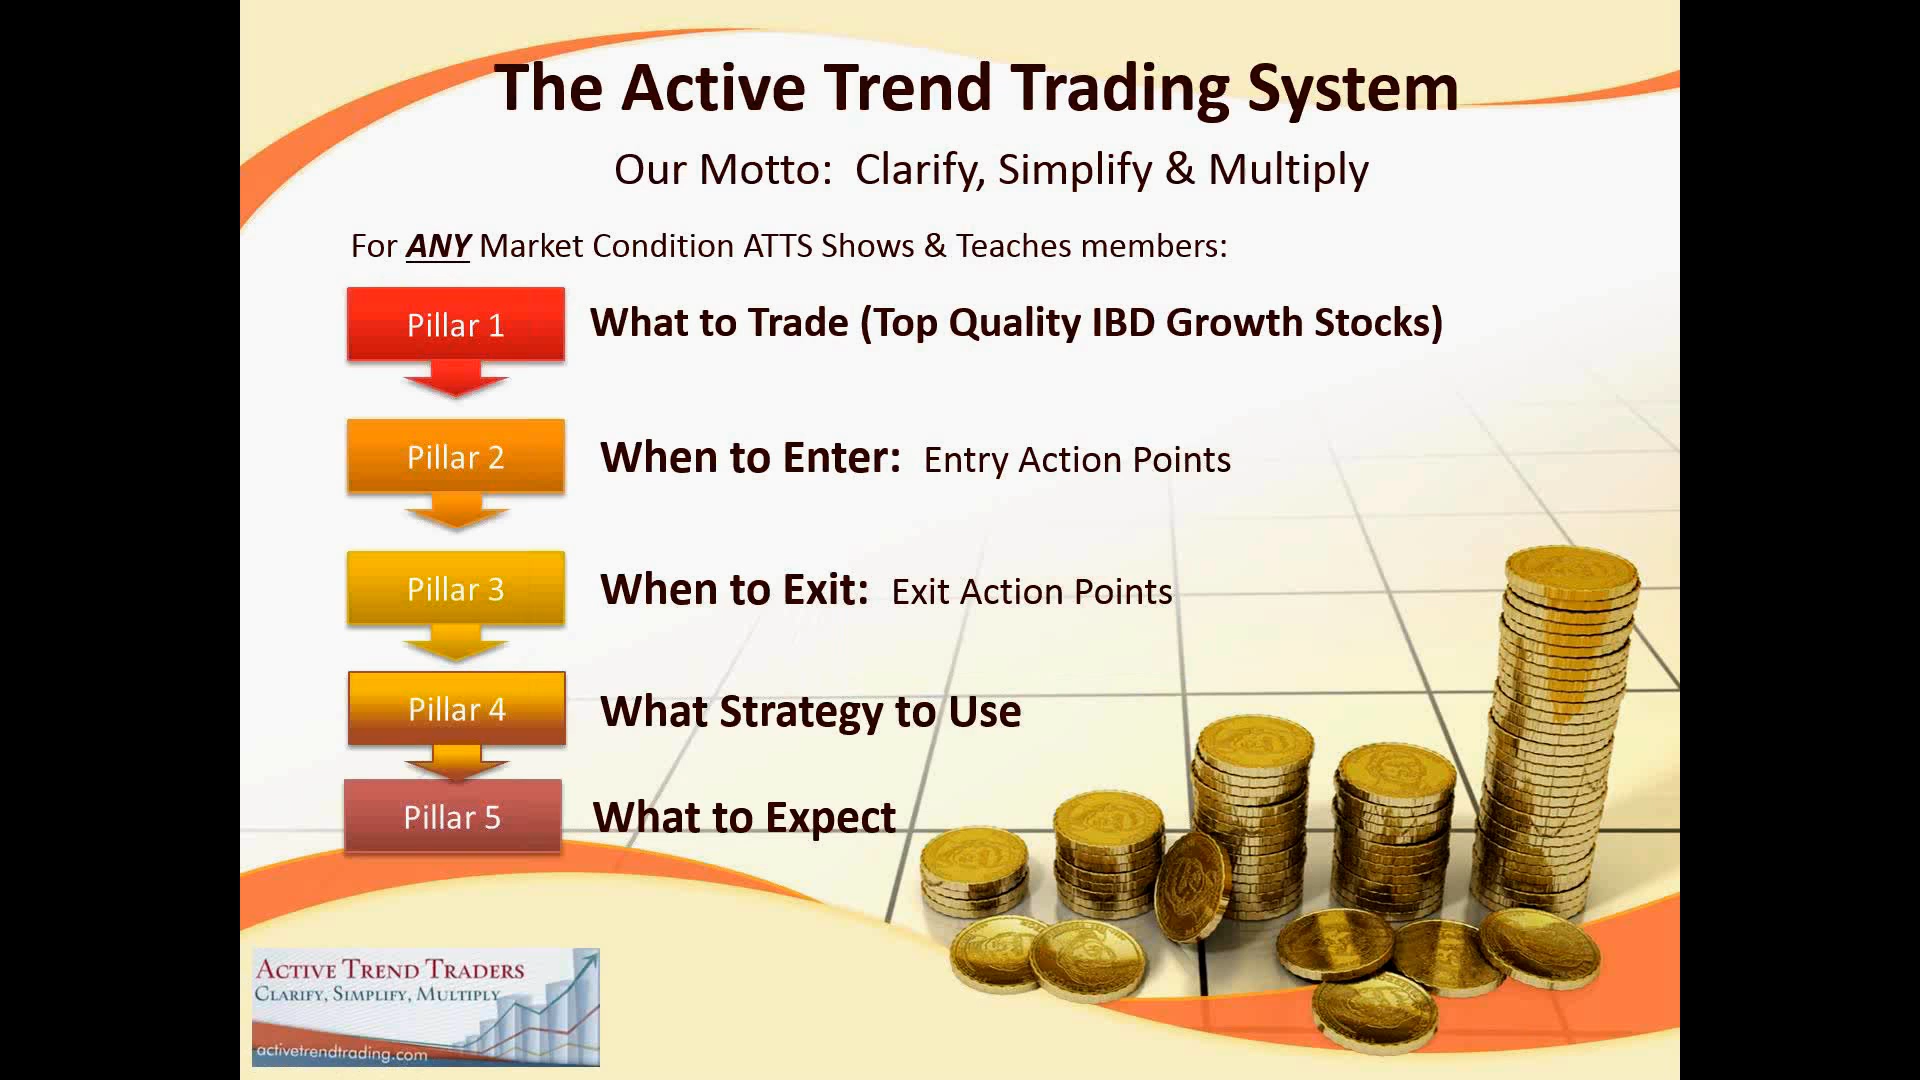 The Active Trend Trading System
Our Motto:  Clarify, Simplify & Multiply
For ANY Market Condition ATTS Shows & Teaches members:
Pillar 1
What to Trade (Top Quality IBD Growth Stocks)
Pillar 2
When to Enter:  Entry Action Points
Pillar 3
When to Exit:  Exit Action Points
Pillar 4
What Strategy to Use
Pillar 5
What to Expect
ACTIVE TREND TRADERS
CLARIFY, SIMPLIFY, MULTIPLY
activetrendtrading.com